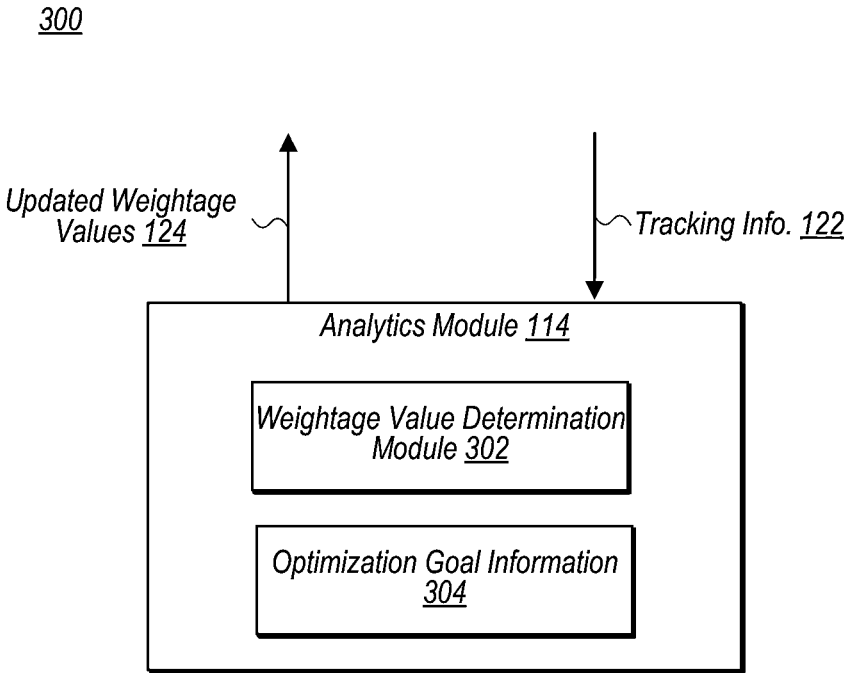 300
Updated Weightage
Values 124
Tracking Info. 122
Analytics Module 114
Weightage Value Determination
Module 302
Optimization Goal Information
304